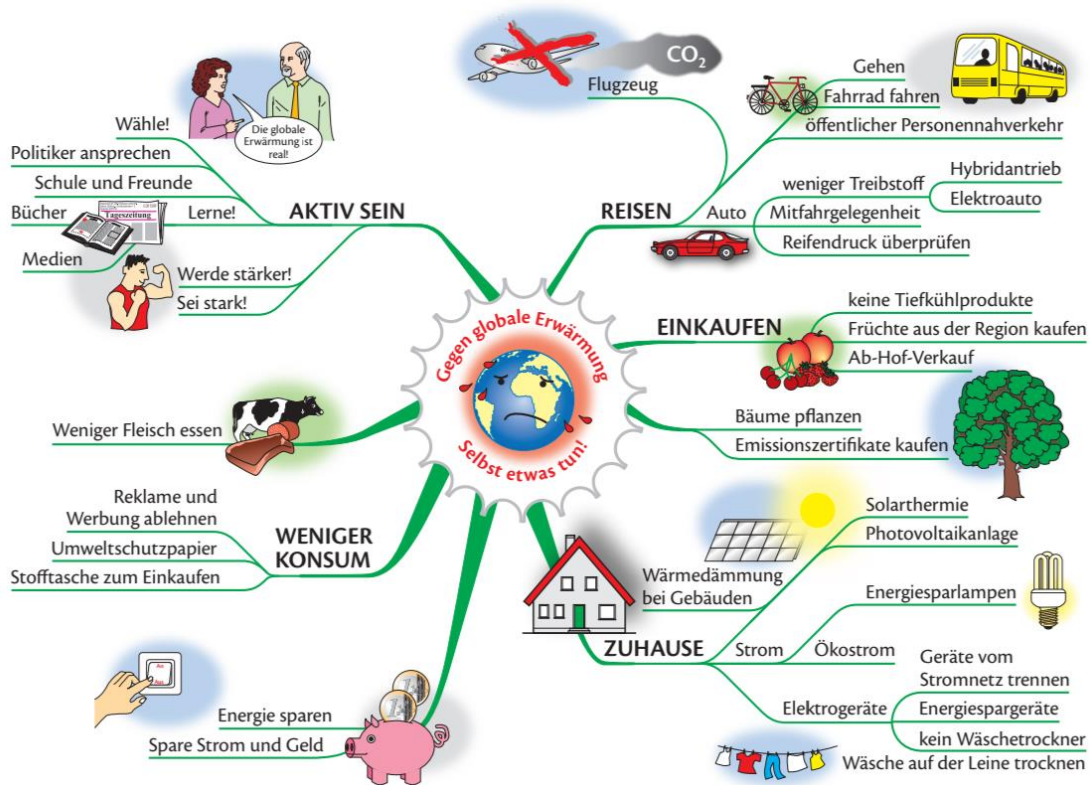 Gegen globale Erwärmung
Selbst etwas tun!
AKTIV SEIN
Wähle!
Politiker ansprechen
Schule und Freunde
Lerne!
Bücher
Medien
Tageszeitung
Werde stärker!
Sei stark!
Die globale
Erwärmung ist
real!
REISEN
Flugzeug
CO₂
Gehen
Fahrrad fahren
öffentlicher Personennahverkehr
Auto
weniger Treibstoff
Hybridantrieb
Elektroauto
Mitfahrgelegenheit
Reifendruck überprüfen
EINKAUFEN
keine Tiefkühlprodukte
Früchte aus der Region kaufen
Ab-Hof-Verkauf
Bäume pflanzen
Emissionszertifikate kaufen
ZUHAUSE
Wärmedämmung
bei Gebäuden
Solarthermie
Photovoltaikanlage
Strom
Energiesparlampen
Ökostrom
Elektrogeräte
Geräte vom
Stromnetz trennen
Energiespargeräte
kein Wäschetrockner
Wäsche auf der Leine trocknen
Energie sparen
Spare Strom und Geld
WENIGER
KONSUM
Reklame und
Werbung ablehnen
Umweltschutzpapier
Stofftasche zum Einkaufen
Weniger Fleisch essen